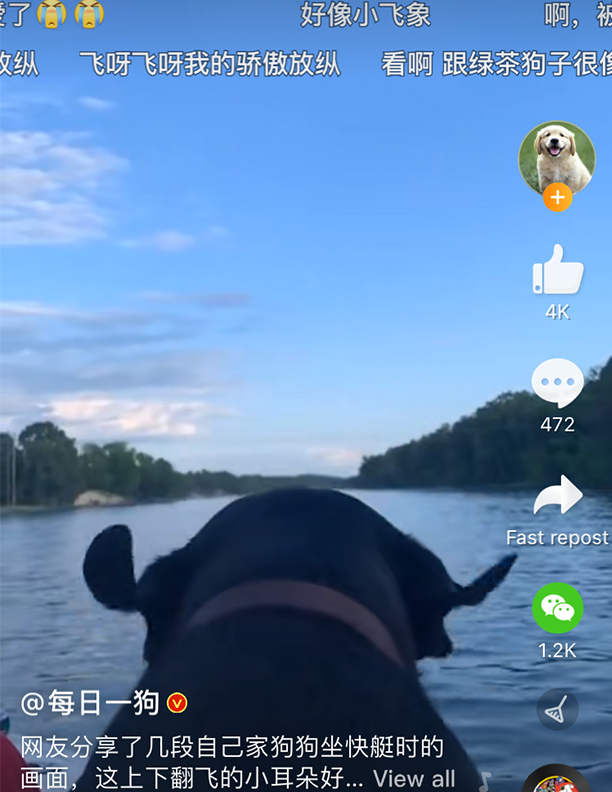 爱了😭😭 好像小飞象 啊，被
放纵 飞呀飞呀我的骄傲放纵 看啊 跟绿茶狗子很像
4K
472
Fast repost
1.2K
@每日一狗
网友分享了几段自己家狗狗坐快艇时的
画面，这上下翻飞的小耳朵好... View all